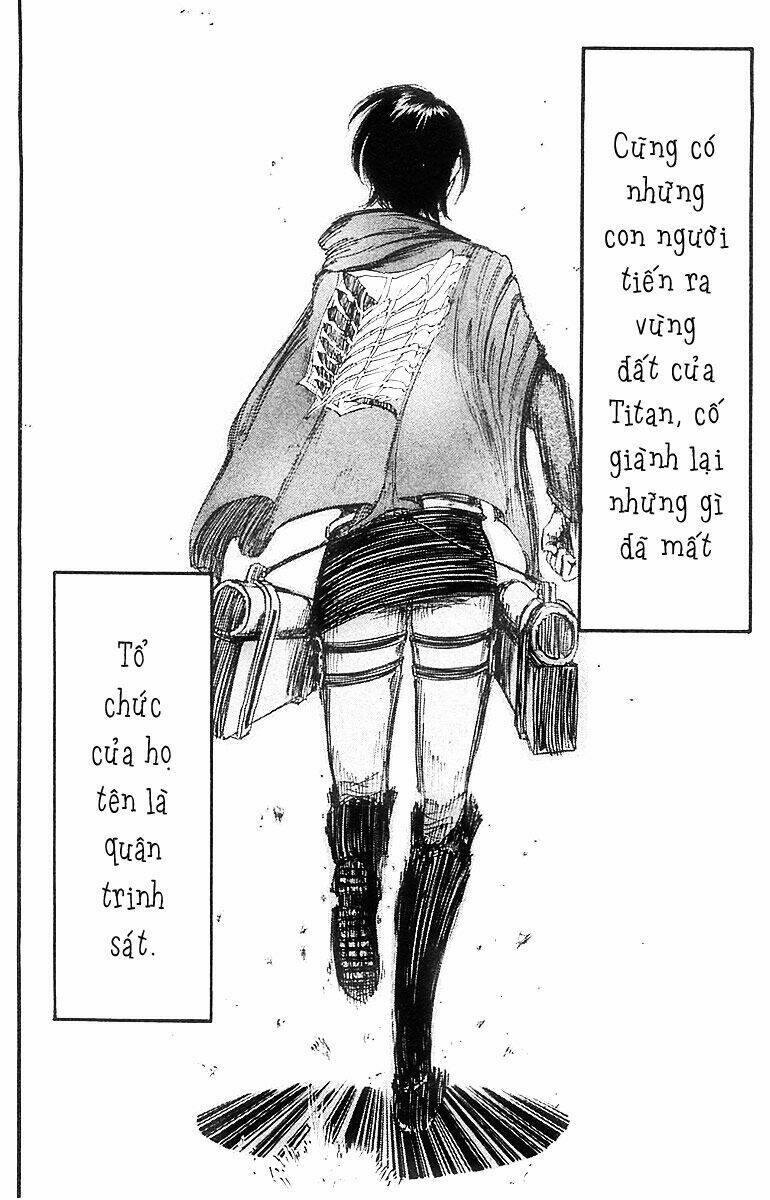 Cũng có
những
con người
tiến ra
vùng
đất của
Titan, cố
giành lại
những gì
đã mất
Tổ
chức
của họ
tên là
quân
trinh
sát.